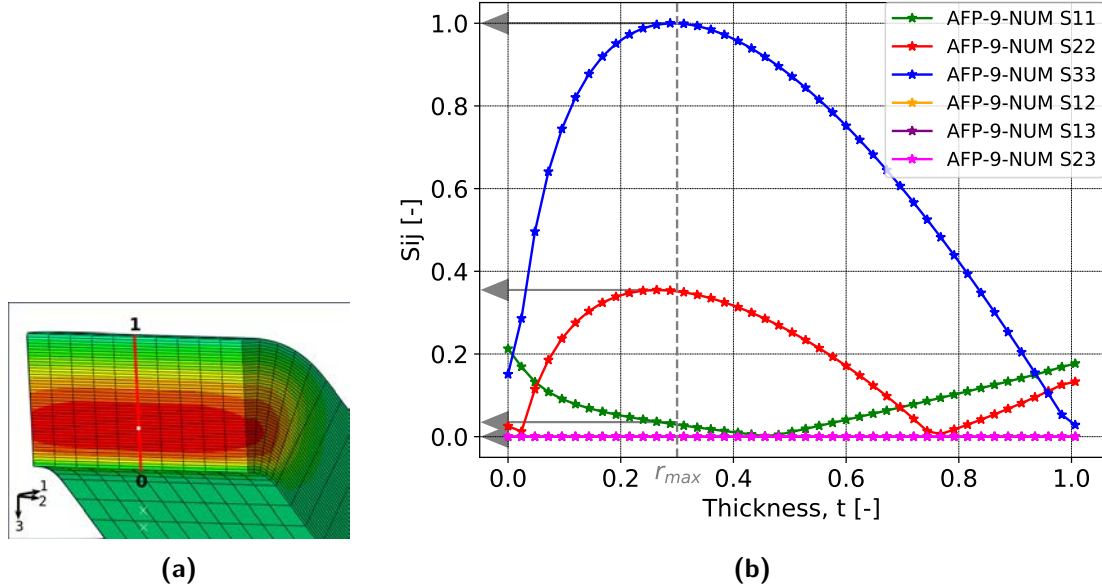 1
0
1
2
3
(a)
1.0
0.8
0.6
0.4
0.2
0.0
Sij [-]
AFP-9-NUM S11
AFP-9-NUM S22
AFP-9-NUM S33
AFP-9-NUM S12
AFP-9-NUM S13
AFP-9-NUM S23
0.0 0.2 r_max 0.4 0.6 0.8 1.0
Thickness, t [-]
(b)